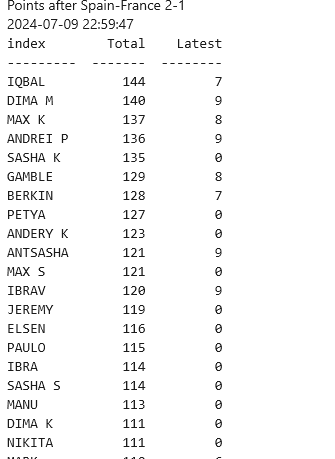 Points after Spain-France 2-1
2024-07-09 22:59:47
index Total Latest
--------- ------- --------
IQBAL 144 7
DIMA M 140 9
MAX K 137 8
ANDREI P 136 9
SASHA K 135 0
GAMBLE 129 8
BERKIN 128 7
PETYA 127 0
ANDERY K 123 0
ANTSASHA 121 9
MAX S 121 0
IBRAV 120 9
JEREMY 119 0
ELSEN 116 0
PAULO 115 0
IBRA 114 0
SASHA S 114 0
MANU 113 0
DIMA K 111 0
NIKITA 111 0